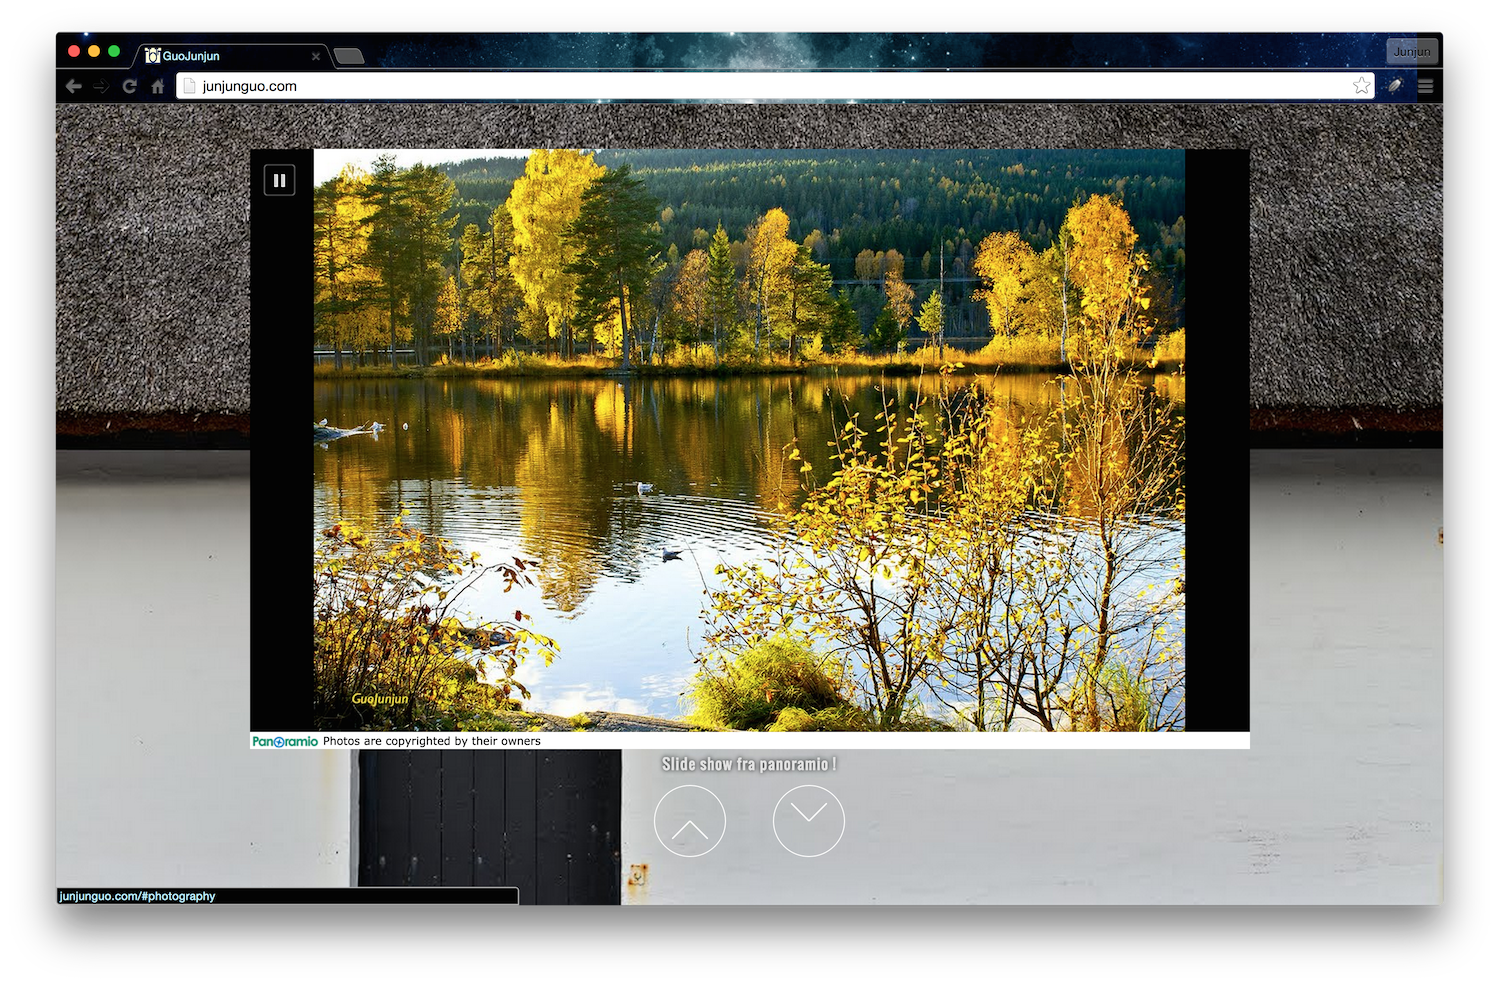 GuoJunjun
Junjun
junjunguo.com
GuoJunjun
Panoramio Photos are copyrighted by their owners
Slide show fra panoramio !
junjunguo.com/#photography